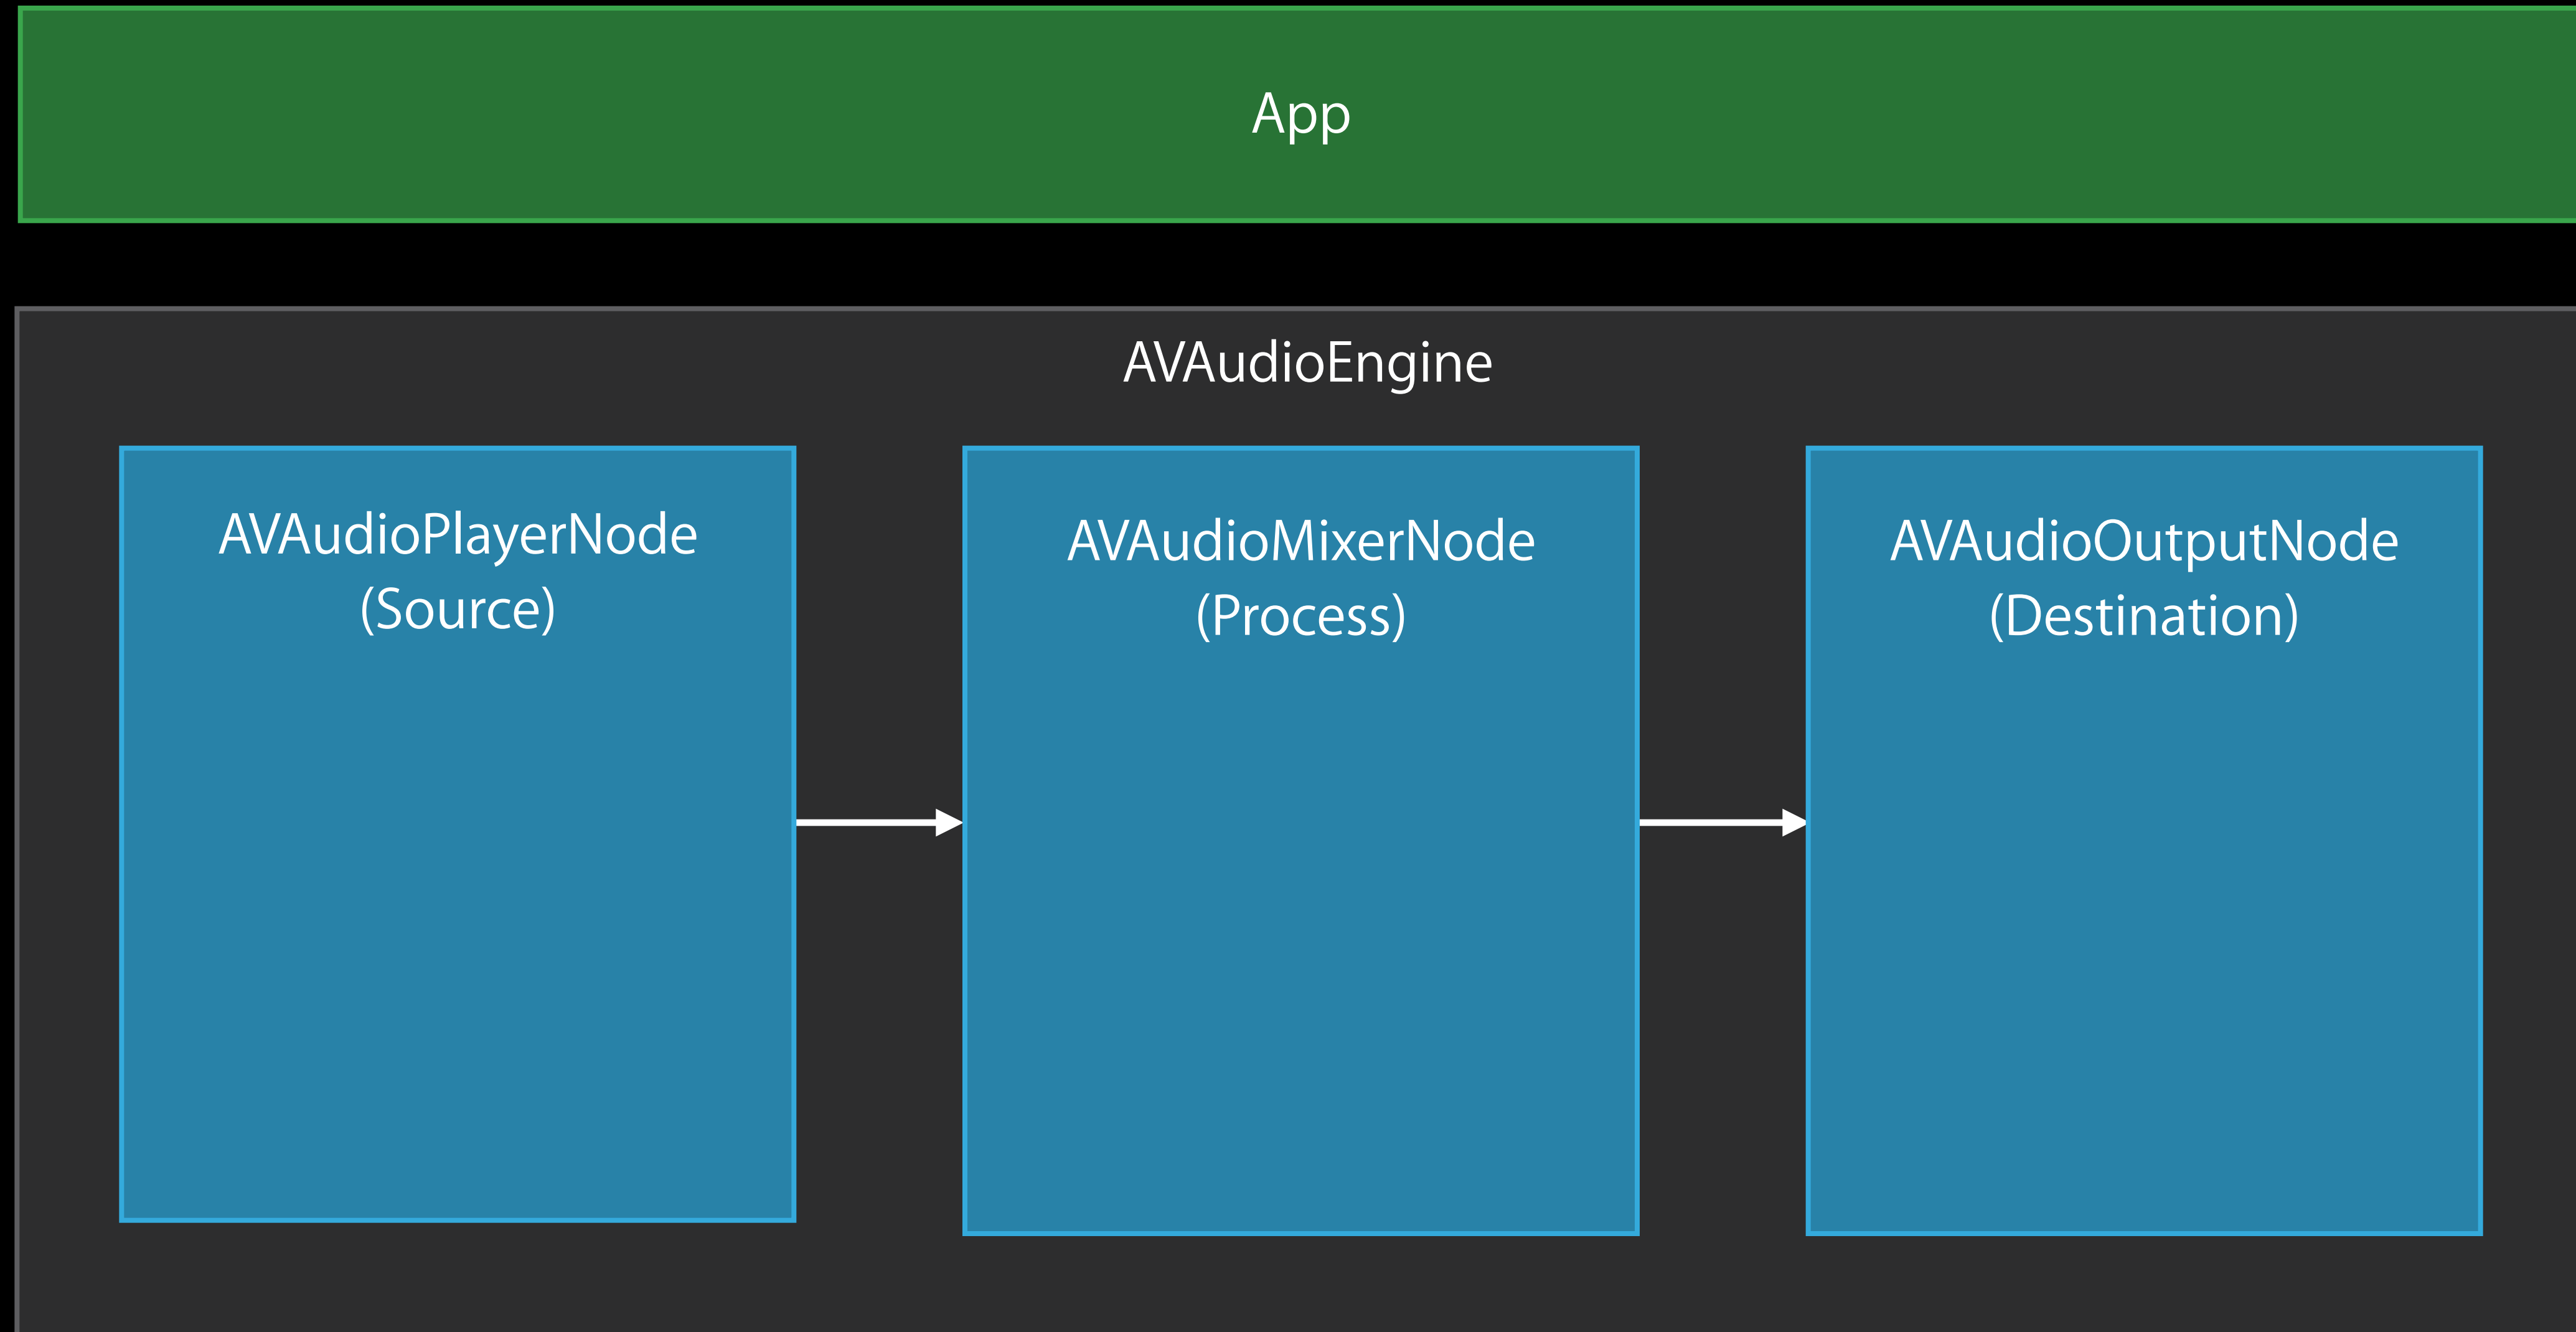 App
AVAudioEngine
AVAudioPlayerNode
(Source)
AVAudioMixerNode
(Process)
AVAudioOutputNode
(Destination)